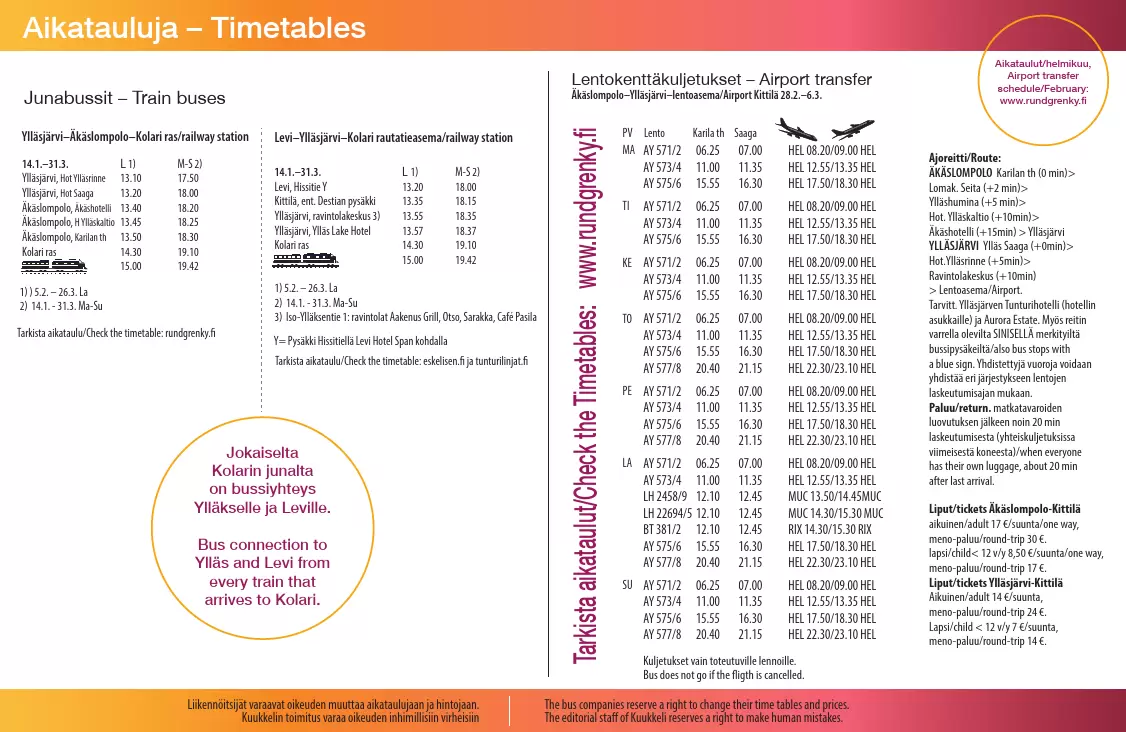 Aikatauluja – Timetables
Aikataulut/helmikuu,
Airport transfer
schedule/February:
www.rundgrenky.fi
Junabussit – Train buses
Ylläsjärvi–Äkäslompolo–Kolari ras/railway station
14.1.–31.3. L 1) M-S 2)
Ylläsjärvi, Hot Ylläsrinne 13.10 17.50
Ylläsjärvi, Hot Saaga 13.20 18.00
Äkäslompolo, Äkäshotelli 13.40 18.20
Äkäslompolo, H Ylläskaltio 13.45 18.25
Äkäslompolo, Karilan th 13.50 18.30
Kolari ras 14.30 19.10
15.00 19.42
1) ) 5.2. – 26.3. La
2) 14.1. - 31.3. Ma-Su
Tarkista aikataulu/Check the timetable: rundgrenky.fi
Levi–Ylläsjärvi–Kolari rautatieasema/railway station
14.1.–31.3. L 1) M-S 2)
Levi, Hissitie Y 13.20 18.00
Kittilä, ent. Destian pysäkki 13.35 18.15
Ylläsjärvi, ravintolakeskus 3) 13.55 18.35
Ylläsjärvi, Ylläs Lake Hotel 13.57 18.37
Kolari ras 14.30 19.10
15.00 19.42
1) 5.2. – 26.3. La
2) 14.1. - 31.3. Ma-Su
3) Iso-Ylläksentie 1: ravintolat Aakenus Grill, Otso, Sarakka, Café Pasila
Y= Pysäkki Hissitiellä Levi Hotel Span kohdalla
Tarkista aikataulu/Check the timetable: eskelisen.fi ja tunturilinjat.fi
Jokaiselta
Kolarin junalta
on bussiyhteys
Ylläkselle ja Leville.
Bus connection to
Ylläs and Levi from
every train that
arrives to Kolari.
Lentokenttäkuljetukset – Airport transfer
Äkäslompolo–Ylläsjärvi–lentoasema/Airport Kittilä 28.2.–6.3.
Tarkista aikataulut/Check the Timetables: www.rundgrenky.fi
PV Lento Karila th Saaga
MA AY 571/2 06.25 07.00 HEL 08.20/09.00 HEL
AY 573/4 11.00 11.35 HEL 12.55/13.35 HEL
AY 575/6 15.55 16.30 HEL 17.50/18.30 HEL
TI AY 571/2 06.25 07.00 HEL 08.20/09.00 HEL
AY 573/4 11.00 11.35 HEL 12.55/13.35 HEL
AY 575/6 15.55 16.30 HEL 17.50/18.30 HEL
KE AY 571/2 06.25 07.00 HEL 08.20/09.00 HEL
AY 573/4 11.00 11.35 HEL 12.55/13.35 HEL
AY 575/6 15.55 16.30 HEL 17.50/18.30 HEL
TO AY 571/2 06.25 07.00 HEL 08.20/09.00 HEL
AY 573/4 11.00 11.35 HEL 12.55/13.35 HEL
AY 575/6 15.55 16.30 HEL 17.50/18.30 HEL
AY 577/8 20.40 21.15 HEL 22.30/23.10 HEL
PE AY 571/2 06.25 07.00 HEL 08.20/09.00 HEL
AY 573/4 11.00 11.35 HEL 12.55/13.35 HEL
AY 575/6 15.55 16.30 HEL 17.50/18.30 HEL
AY 577/8 20.40 21.15 HEL 22.30/23.10 HEL
LA AY 571/2 06.25 07.00 HEL 08.20/09.00 HEL
AY 573/4 11.00 11.35 HEL 12.55/13.35 HEL
LH 2458/9 12.10 12.45 MUC 13.50/14.45MUC
LH 22694/5 12.10 12.45 MUC 14.30/15.30 MUC
BT 381/2 12.10 12.45 RIX 14.30/15.30 RIX
AY 575/6 15.55 16.30 HEL 17.50/18.30 HEL
AY 577/8 20.40 21.15 HEL 22.30/23.10 HEL
SU AY 571/2 06.25 07.00 HEL 08.20/09.00 HEL
AY 573/4 11.00 11.35 HEL 12.55/13.35 HEL
AY 575/6 15.55 16.30 HEL 17.50/18.30 HEL
AY 577/8 20.40 21.15 HEL 22.30/23.10 HEL
Kuljetukset vain toteutuville lennoille.
Bus does not go if the fligth is cancelled.
Ajoreitti/Route:
ÄKÄSLOMPOLO Karilan th (0 min)>
Lomak. Seita (+2 min)>
Ylläshumina (+5 min)>
Hot. Ylläskaltio (+10min)>
Äkäshotelli (+15min) > Ylläsjärvi
YLLÄSJÄRVI Ylläs Saaga (+0min)>
Hot.Ylläsrinne (+5min)>
Ravintolakeskus (+10min)
> Lentoasema/Airport.
Tarvitt. Ylläsjärven Tunturihotelli (hotellin
asukkaille) ja Aurora Estate. Myös reitin
varrella olevilta SINISELLÄ merkityiltä
bussipysäkeiltä/also bus stops with
a blue sign. Yhdistettyjä vuoroja voidaan
yhdistää eri järjestykseen lentojen
laskeutumisajan mukaan.
Paluu/return. matkatavaroiden
luovutuksen jälkeen noin 20 min
laskeutumisesta (yhteiskuljetuksissa
viimeisestä koneesta)/when everyone
has their own luggage, about 20 min
after last arrival.
Liput/tickets Äkäslompolo-Kittilä
aikuinen/adult 17 €/suunta/one way,
meno-paluu/round-trip 30 €.
lapsi/child< 12 v/y 8,50 €/suunta/one way,
meno-paluu/round-trip 17 €.
Liput/tickets Ylläsjärvi-Kittilä
Aikuinen/adult 14 €/suunta,
meno-paluu/round-trip 24 €.
Lapsi/child < 12 v/y 7 €/suunta,
meno-paluu/round-trip 14 €.
Liikennöitsijät varaavat oikeuden muuttaa aikataulujaan ja hintojaan.
Kuukkelin toimitus varaa oikeuden inhimillisiin virheisiin
The bus companies reserve a right to change their time tables and prices.
The editorial staff of Kuukkeli reserves a right to make human mistakes.